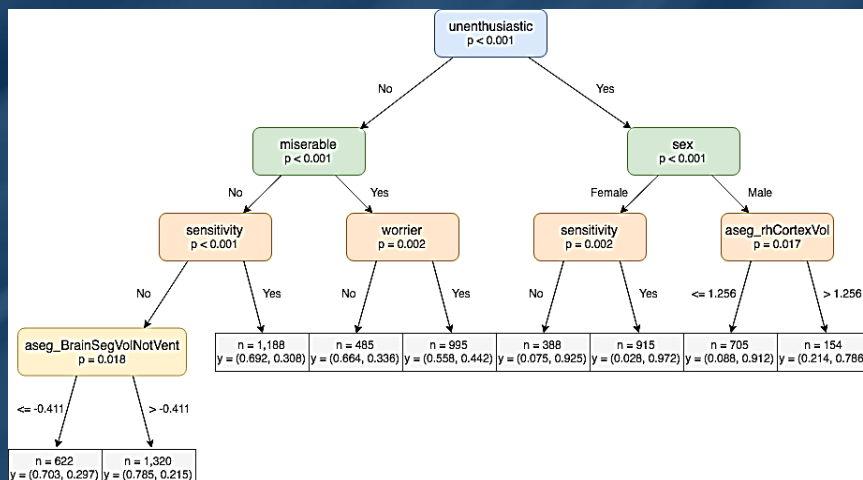 unenthusiastic
p < 0.001
No
Yes
miserable
p < 0.001
sex
p < 0.001
No
Yes
Female
Male
sensitivity
p < 0.001
worrier
p = 0.002
sensitivity
p = 0.002
aseg_rhCortexVol
p = 0.017
No
Yes
No
Yes
No
Yes
<= 1.256
> 1.256
aseg_BrainSegVolNotVent
p = 0.018
n = 1,188
y = (0.692, 0.308)
n = 485
y = (0.664, 0.336)
n = 995
y = (0.558, 0.442)
n = 388
y = (0.075, 0.925)
n = 915
y = (0.028, 0.972)
n = 705
y = (0.088, 0.912)
n = 154
y = (0.214, 0.786
<= -0.411
> -0.411
n = 622
y = (0.703, 0.297)
n = 1,320
y = (0.785, 0.215)